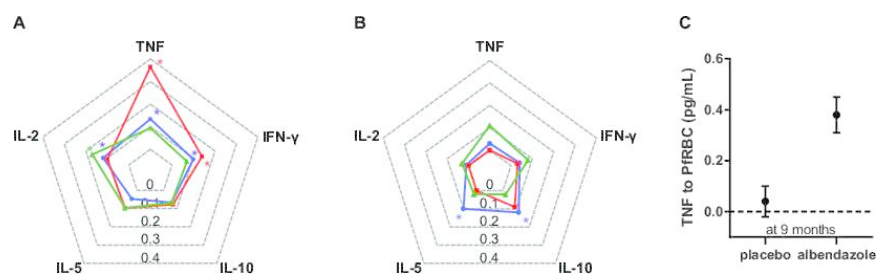 A
TNF
IL-2
IFN-γ
IL-5
IL-10
0
0.1
0.2
0.3
0.4
*
*
*
*
*
*
B
TNF
IL-2
IFN-γ
IL-5
IL-10
0
0.1
0.2
0.3
0.4
*
*
C
TNF to PfRBC (pg/mL)
0.6
0.4
0.2
0.0
at 9 months
placebo albendazole